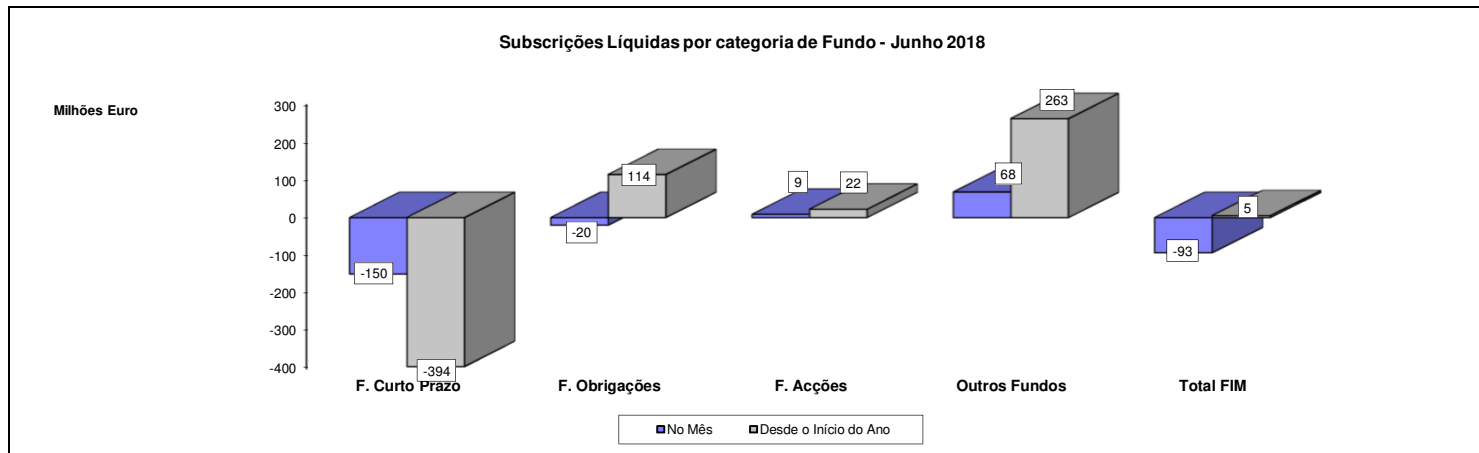 Subscrições Líquidas por categoria de Fundo - Junho 2018
Milhões Euro
300
200
100
0
-100
-200
-300
-400
-150
-394
-20
114
9
22
68
263
-93
5
F. Curto Prazo
F. Obrigações
F. Acções
Outros Fundos
Total FIM
No Mês
Desde o Início do Ano